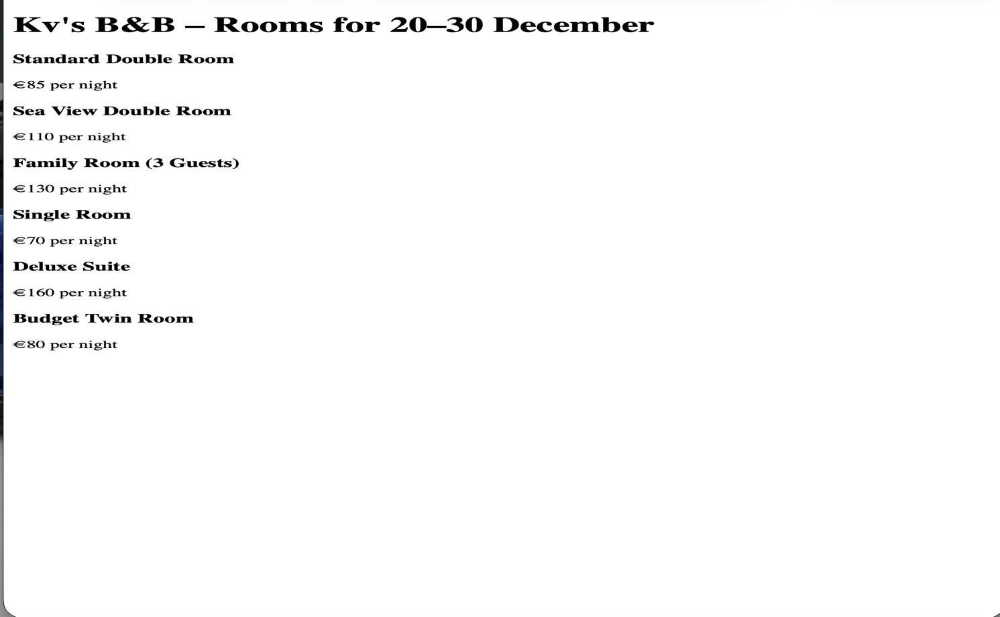 Kv's B&B – Rooms for 20–30 December
Standard Double Room
€85 per night
Sea View Double Room
€110 per night
Family Room (3 Guests)
€130 per night
Single Room
€70 per night
Deluxe Suite
€160 per night
Budget Twin Room
€80 per night